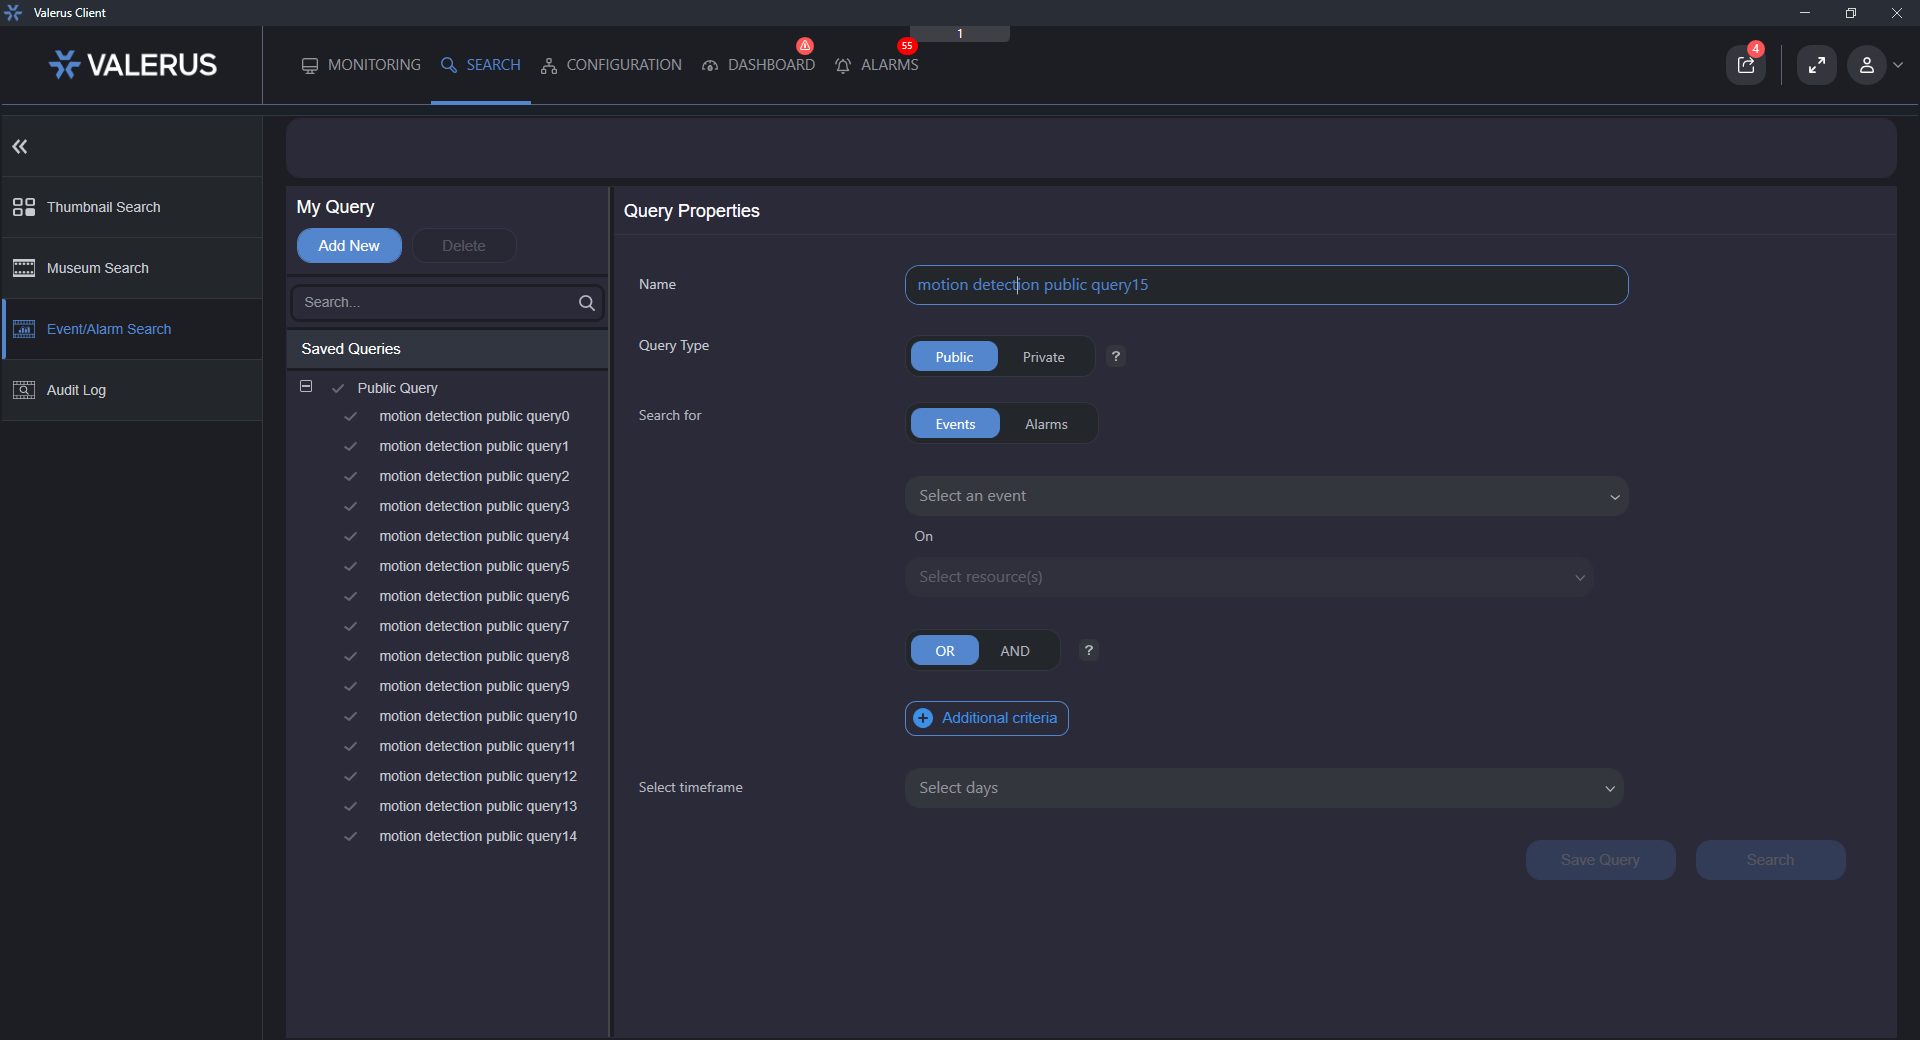 Valerus Client
1
VALERUS
MONITORING
SEARCH
CONFIGURATION
DASHBOARD
55
ALARMS
4
Thumbnail Search
Museum Search
Event/Alarm Search
Audit Log
My Query
Add New
Delete
Search...
Saved Queries
Public Query
motion detection public query0
motion detection public query1
motion detection public query2
motion detection public query3
motion detection public query4
motion detection public query5
motion detection public query6
motion detection public query7
motion detection public query8
motion detection public query9
motion detection public query10
motion detection public query11
motion detection public query12
motion detection public query13
motion detection public query14
Query Properties
Name
motion detection public query15
Query Type
Public
Private
?
Search for
Events
Alarms
Select an event
On
Select resource(s)
OR
AND
?
Additional criteria
Select timeframe
Select days
Save Query
Search